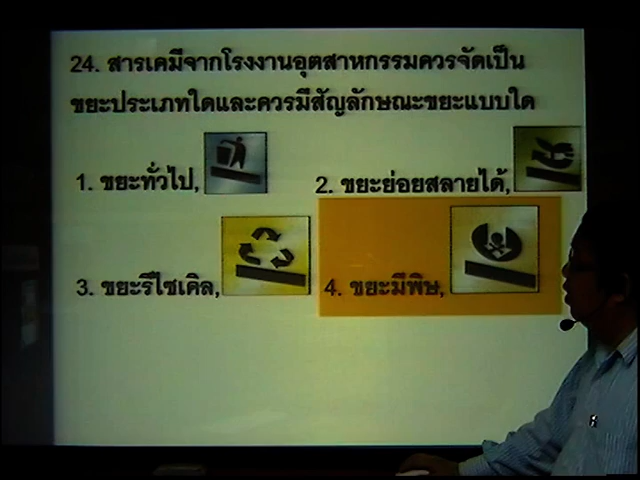 24. สารเคมีจากโรงงานอุตสาหกรรมควรจัดเป็น
ขยะประเภทใดและควรมีสัญลักษณะขยะแบบใด
1. ขยะทั่วไป,
2. ขยะย่อยสลายได้,
3. ขยะรีไซเคิล,
4. ขยะมีพิษ,